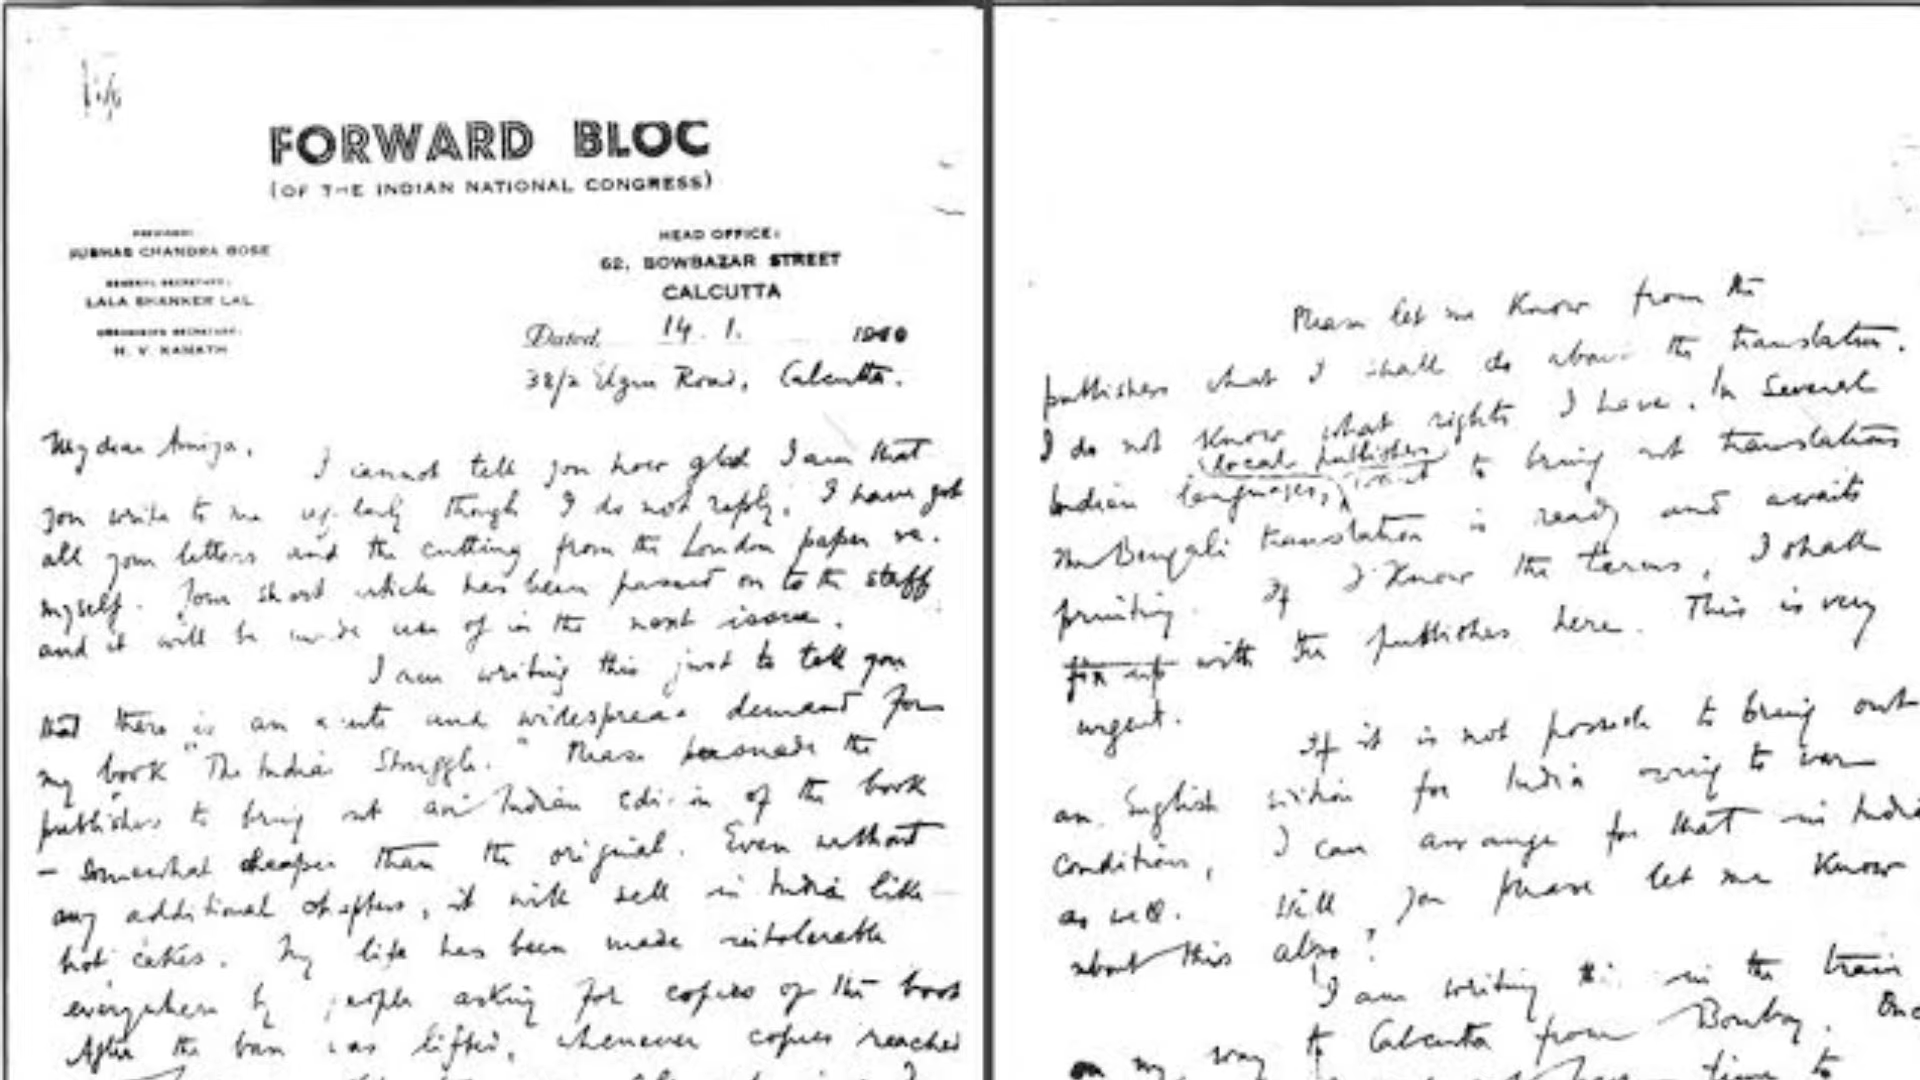 FORWARD BLOC
(OF THE INDIAN NATIONAL CONGRESS)
PRESIDENT:
SUBHAS CHANDRA BOSE
GENERAL SECRETARY:
LALA SHANKER LAL
ORGANISING SECRETARY:
H. V. KAMATH
HEAD OFFICE:
62, BOWBAZAR STREET
CALCUTTA
Dated, 14. 1. 1940
38/2 Elgin Road, Calcutta.
My dear Amiya,
I cannot tell you how glad I am that
you write to me regularly though I do not reply. I have got
all your letters and the cutting from the London paper re.
myself. Your short article has been passed on to the staff
and it will be made use of in the next issue.
I am writing this just to tell you
that there is an acute and widespread demand for
my book "The Indian Struggle." Please persuade the
publishers to bring out an Indian edition of the book
- somewhat cheaper than the original. Even without
any additional chapters, it will sell in India like
hot cakes. My life has been made intolerable
everywhere by people asking for copies of the book
After the ban was lifted, whenever copies reached
Please let me know from the
publishers what I shall do about the translation.
I do not know what rights I have. In Several
Indian languages, local publishers want to bring out translations
The Bengali translation is ready and awaits
printing. If I know the terms, I shall
fix up with the publishers here. This is very
urgent.
If it is not possible to bring out
an English edition for India owing to war
conditions, I can arrange for that in India
as well. Will you please let me know
about this also?
I am writing this in the train
on my way to Calcutta from Bombay.
time to